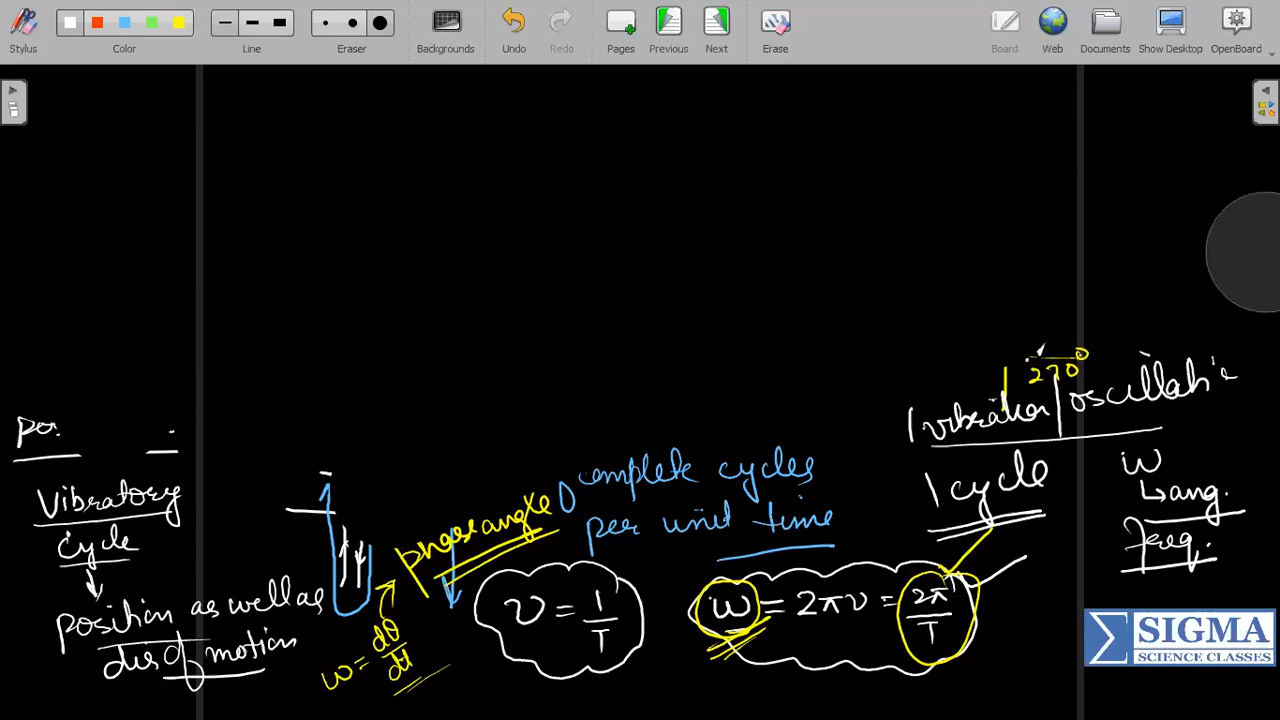 Stylus
Color
Line
Eraser
Backgrounds
Undo
Redo
Pages
Previous
Next
Erase
Board
Web
Documents
Show Desktop
OpenBoard
270°
1 vibration / oscillatio
1 cycle
ω
ang.
freq.
Vibratory
Cycle
position as well as
of motion
ω = dθ/dt
phase angle
complete cycles
per unit time
ν = 1/T
ω = 2πν = 2π/T
SIGMA
SCIENCE CLASSES